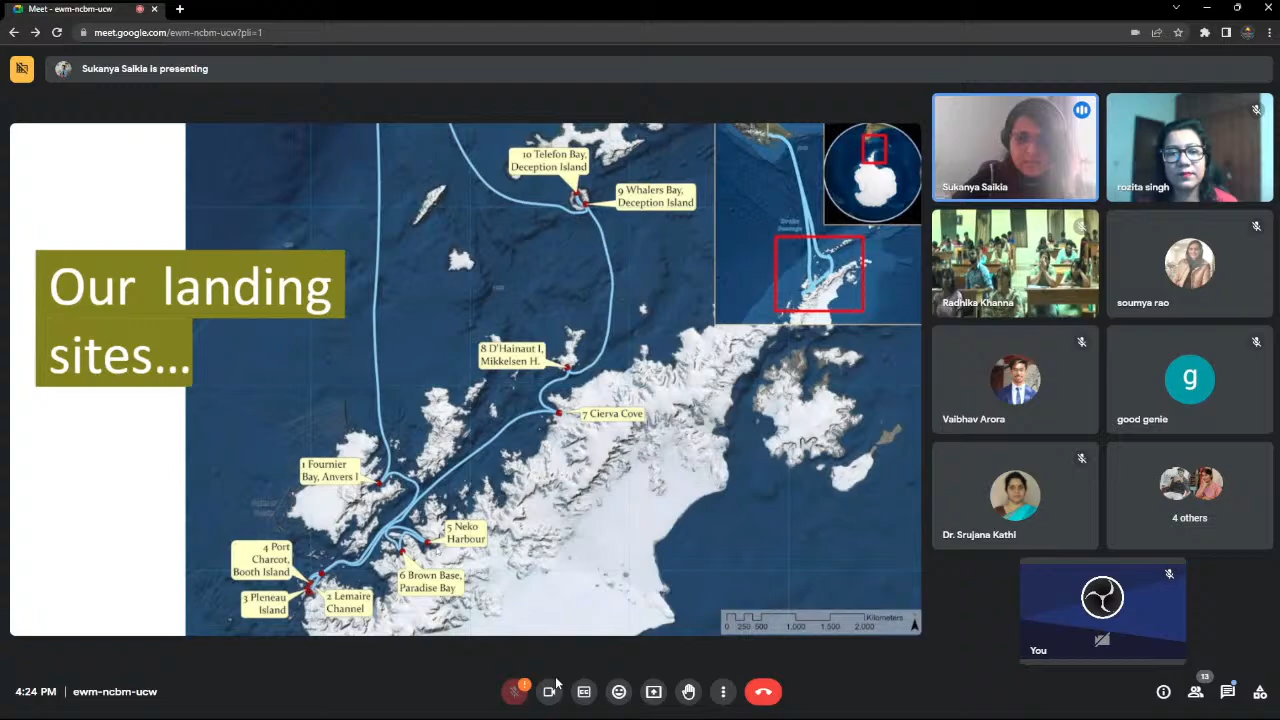 Meet - ewm-ncbm-ucw
meet.google.com/ewm-ncbm-ucw?pli=1
Sukanya Saikia is presenting
Our landing
sites...
10 Telefon Bay,
Deception Island
9 Whalers Bay,
Deception Island
Drake
Passage
8 D'Hainaut I,
Mikkelsen H.
7 Cierva Cove
1 Fournier
Bay, Anvers I
5 Neko
Harbour
4 Port
Charcot,
Booth Island
6 Brown Base,
Paradise Bay
3 Pleneau
Island
2 Lemaire
Channel
Kilometers
0 250 500 1,000 1,500 2,000
Sukanya Saikia
rozita singh
Radhika Khanna
soumya rao
Vaibhav Arora
g
good genie
Dr. Srujana Kathi
4 others
You
4:24 PM | ewm-ncbm-ucw
CC
!
13